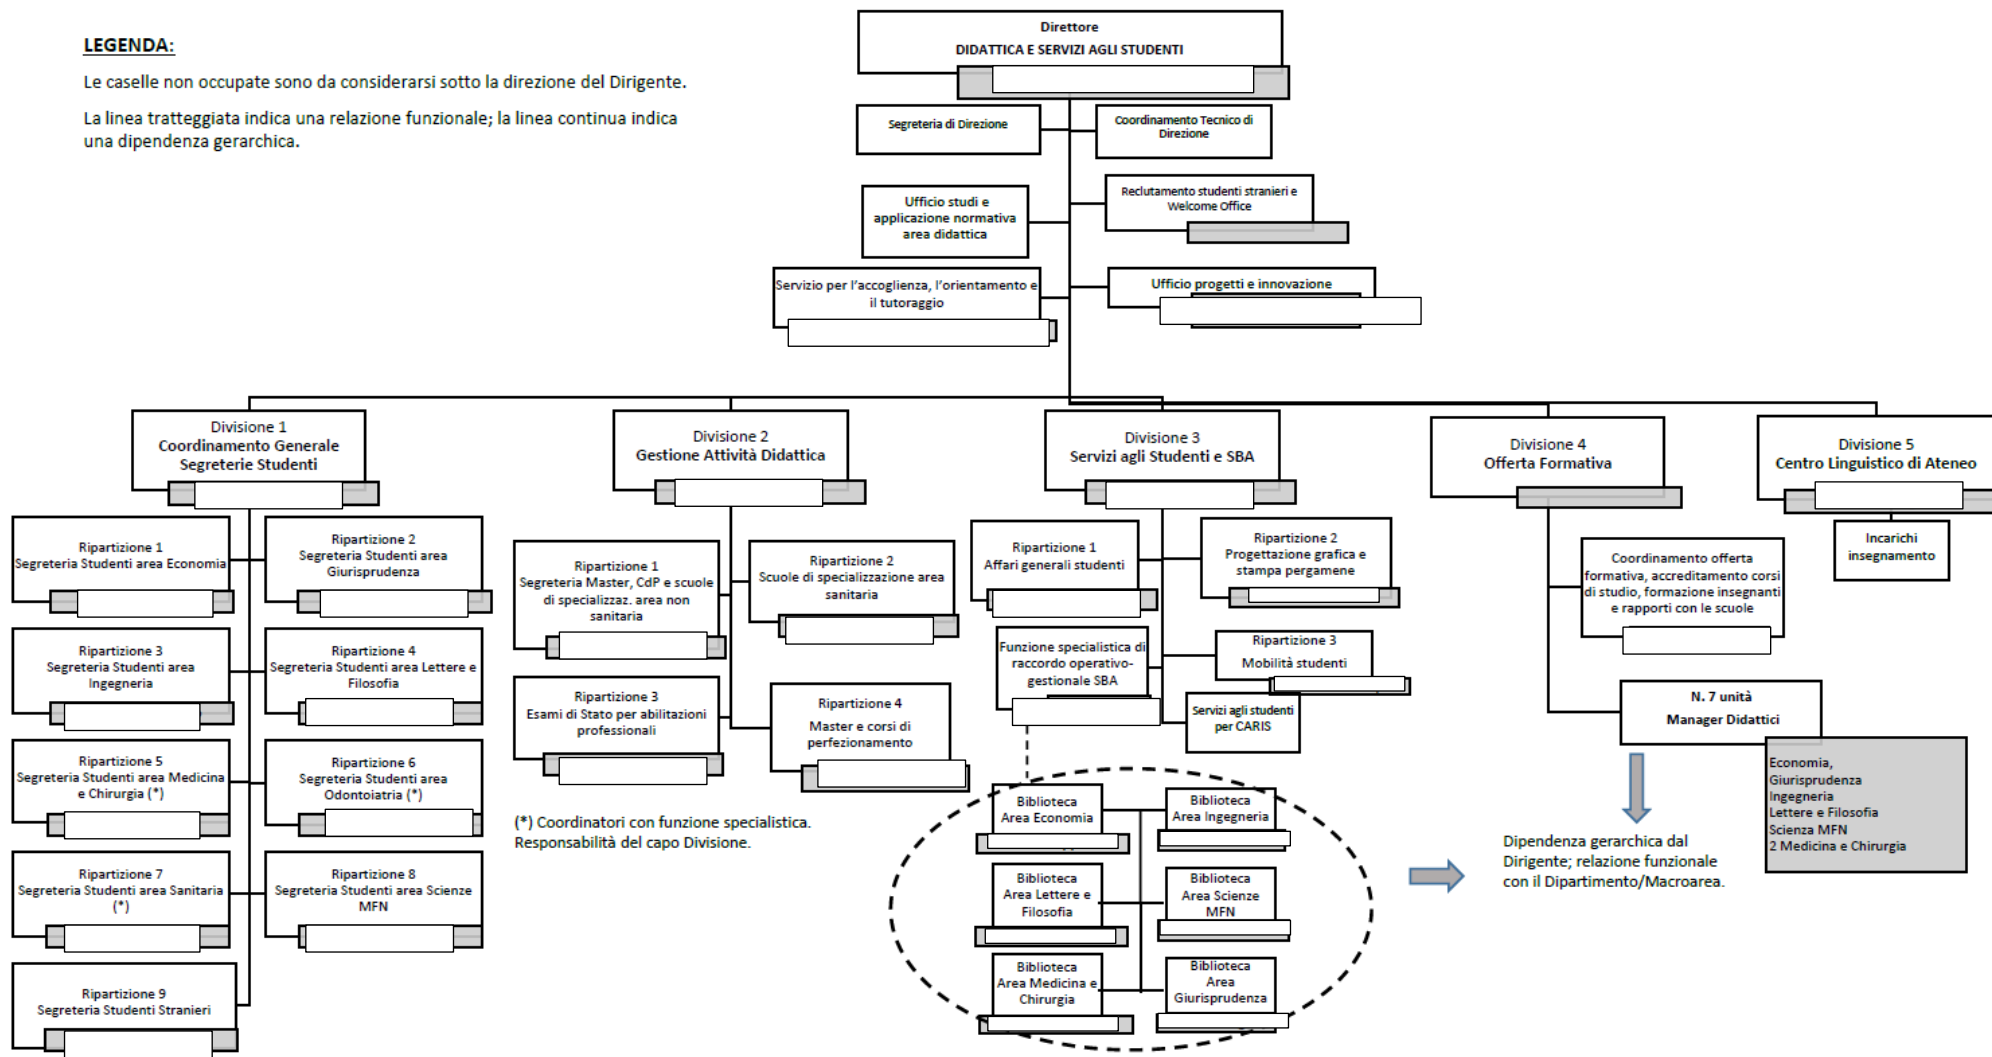 LEGENDA:
Le caselle non occupate sono da considerarsi sotto la direzione del Dirigente.
La linea tratteggiata indica una relazione funzionale; la linea continua indica
una dipendenza gerarchica.
Direttore
DIDATTICA E SERVIZI AGLI STUDENTI
Segreteria di Direzione
Coordinamento Tecnico di
Direzione
Ufficio studi e
applicazione normativa
area didattica
Reclutamento studenti stranieri e
Welcome Office
Servizio per l'accoglienza, l'orientamento e
il tutoraggio
Ufficio progetti e innovazione
Divisione 1
Coordinamento Generale
Segreterie Studenti
Divisione 2
Gestione Attività Didattica
Divisione 3
Servizi agli Studenti e SBA
Divisione 4
Offerta Formativa
Divisione 5
Centro Linguistico di Ateneo
Ripartizione 1
Segreteria Studenti area Economia
Ripartizione 2
Segreteria Studenti area
Giurisprudenza
Ripartizione 3
Segreteria Studenti area
Ingegneria
Ripartizione 4
Segreteria Studenti area Lettere e
Filosofia
Ripartizione 5
Segreteria Studenti area Medicina
e Chirurgia (*)
Ripartizione 6
Segreteria Studenti area
Odontoiatria (*)
Ripartizione 7
Segreteria Studenti area Sanitaria
(*)
Ripartizione 8
Segreteria Studenti area Scienze
MFN
Ripartizione 9
Segreteria Studenti Stranieri
Ripartizione 1
Segreteria Master, CdP e scuole
di specializzaz. area non
sanitaria
Ripartizione 2
Scuole di specializzazione area
sanitaria
Ripartizione 3
Esami di Stato per abilitazioni
professionali
Ripartizione 4
Master e corsi di
perfezionamento
(*) Coordinatori con funzione specialistica.
Responsabilità del capo Divisione.
Ripartizione 1
Affari generali studenti
Ripartizione 2
Progettazione grafica e
stampa pergamene
Funzione specialistica di
raccordo operativo-
gestionale SBA
Ripartizione 3
Mobilità studenti
Servizi agli studenti
per CARIS
Biblioteca
Area Economia
Biblioteca
Area Ingegneria
Biblioteca
Area Lettere e
Filosofia
Biblioteca
Area Scienze
MFN
Biblioteca
Area Medicina e
Chirurgia
Biblioteca
Area
Giurisprudenza
Coordinamento offerta
formativa, accreditamento corsi
di studio, formazione insegnanti
e rapporti con le scuole
N. 7 unità
Manager Didattici
Economia,
Giurisprudenza
Ingegneria
Lettere e Filosofia
Scienza MFN
2 Medicina e Chirurgia
Dipendenza gerarchica dal
Dirigente; relazione funzionale
con il Dipartimento/Macroarea.
Incarichi
insegnamento